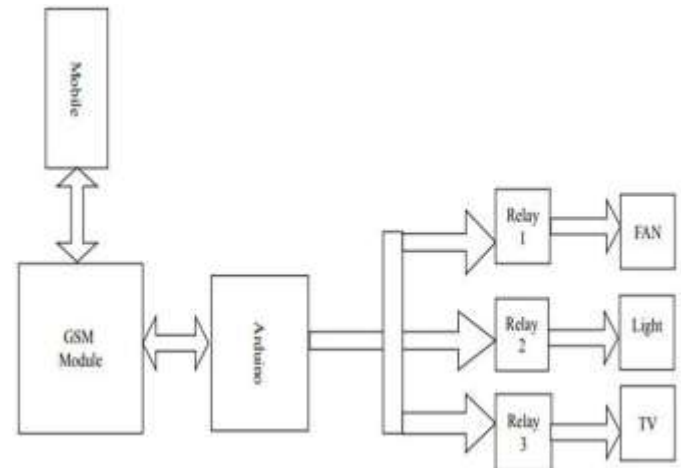 Mobile
GSM
Module
Arduino
Relay
1
FAN
Relay
2
Light
Relay
3
TV